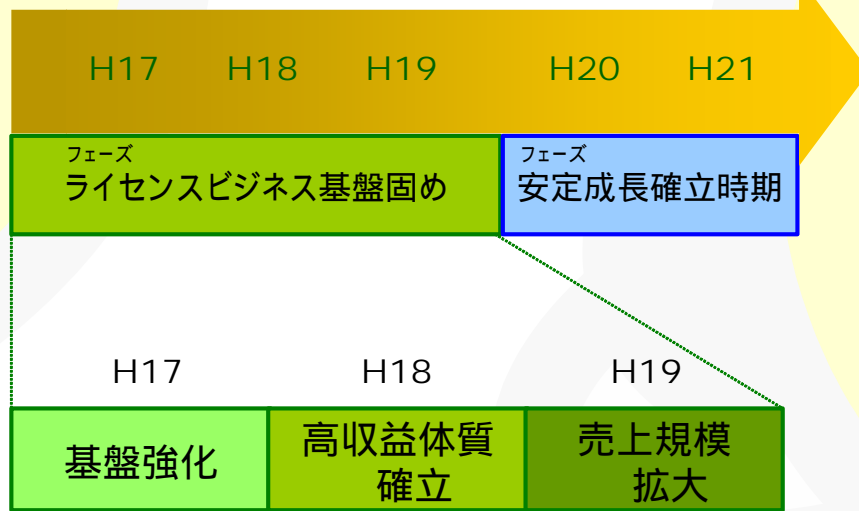 H17 H18 H19 H20 H21
フェーズ
ライセンスビジネス基盤固め
フェーズ
安定成長確立時期
H17 H18 H19
基盤強化
高収益体質
確立
売上規模
拡大